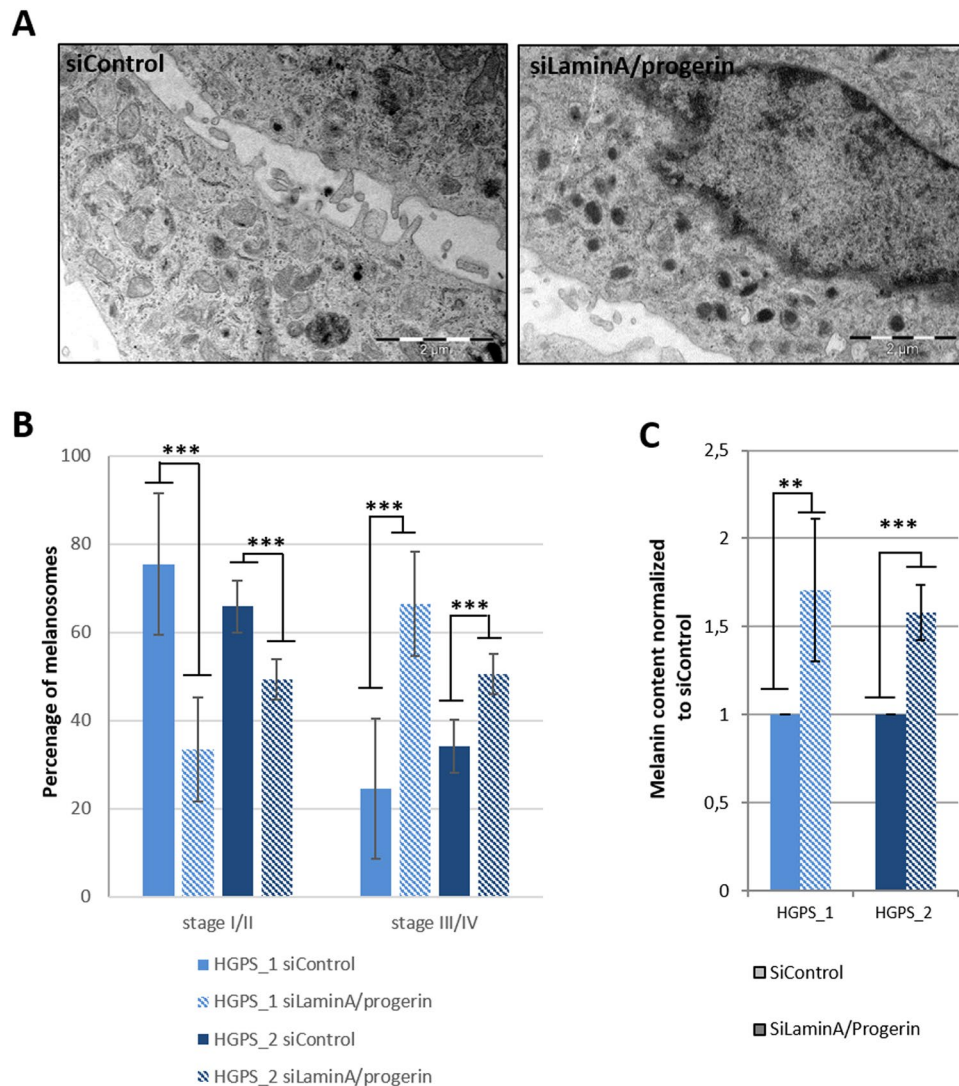 A
siControl
2 µm
siLaminA/progerin
2 µm
B
Percenage of melanosomes
100
80
60
40
20
0
***
***
***
***
stage I/II
stage III/IV
HGPS_1 siControl
HGPS_1 siLaminA/progerin
HGPS_2 siControl
HGPS_2 siLaminA/progerin
C
Melanin content normalized
to siControl
2,5
2
1,5
1
0,5
0
**
***
HGPS_1
HGPS_2
SiControl
SiLaminA/Progerin